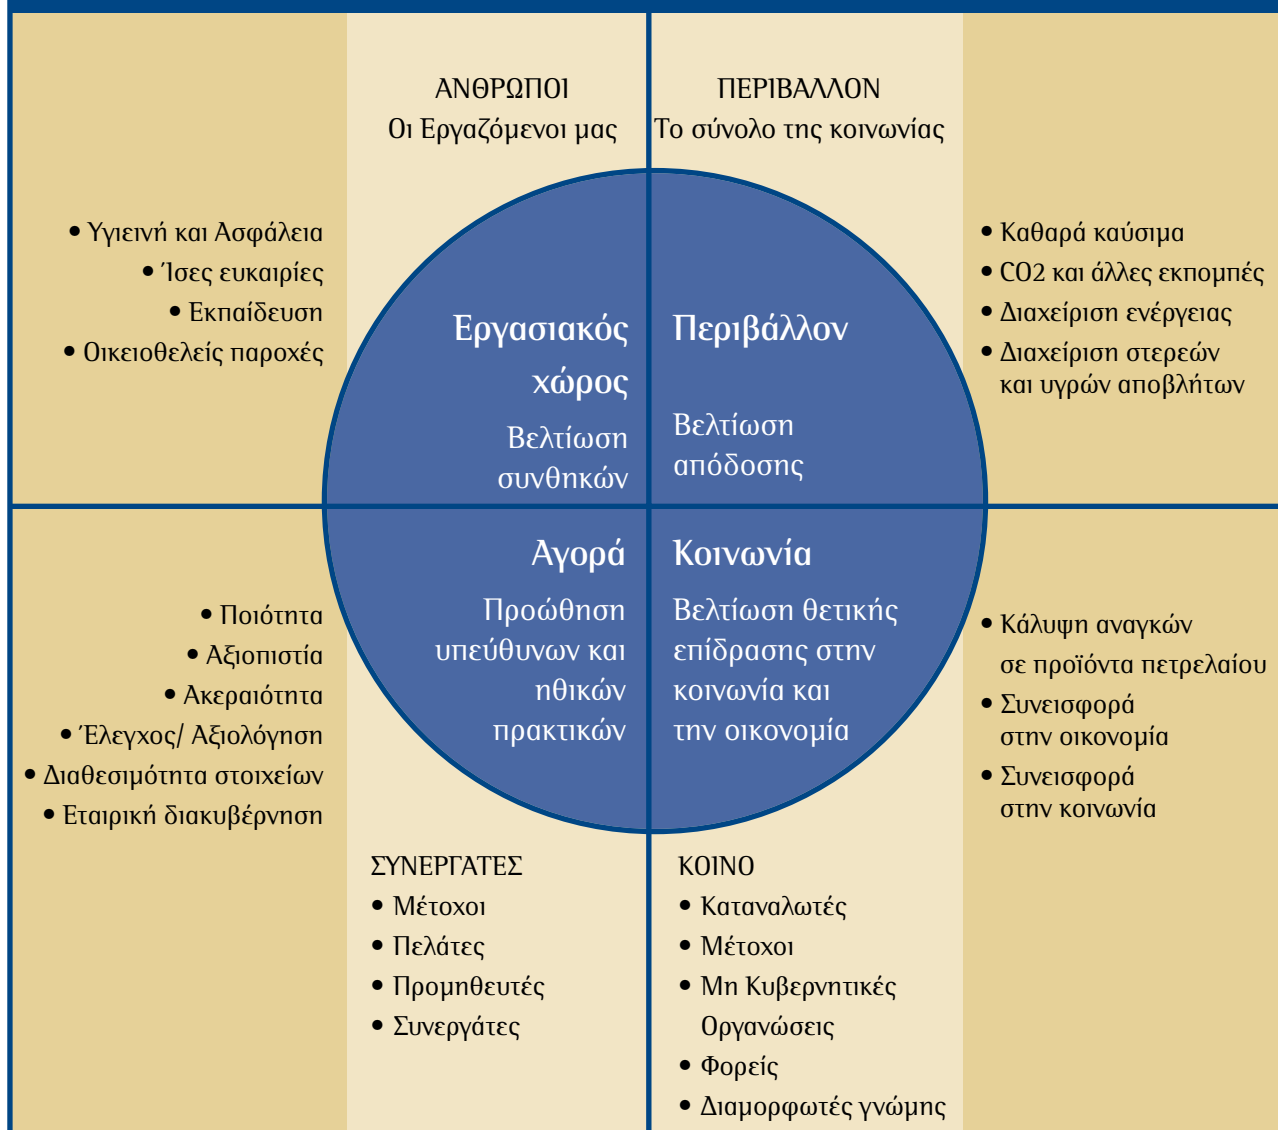 ΑΝΘΡΩΠΟΙ
Οι Εργαζόμενοι μας
• Υγιεινή και Ασφάλεια
• Ίσες ευκαιρίες
• Εκπαίδευση
• Οικειοθελείς παροχές
Εργασιακός
χώρος
Βελτίωση
συνθηκών
ΠΕΡΙΒΑΛΛΟΝ
Το σύνολο της κοινωνίας
Περιβάλλον
Βελτίωση
απόδοσης
• Καθαρά καύσιμα
• CO2 και άλλες εκπομπές
• Διαχείριση ενέργειας
• Διαχείριση στερεών
και υγρών αποβλήτων
• Ποιότητα
• Αξιοπιστία
• Ακεραιότητα
• Έλεγχος/ Αξιολόγηση
• Διαθεσιμότητα στοιχείων
• Εταιρική διακυβέρνηση
Αγορά
Προώθηση
υπεύθυνων και
ηθικών
πρακτικών
ΣΥΝΕΡΓΑΤΕΣ
• Μέτοχοι
• Πελάτες
• Προμηθευτές
• Συνεργάτες
Κοινωνία
Βελτίωση θετικής
επίδρασης στην
κοινωνία και
την οικονομία
• Κάλυψη αναγκών
σε προϊόντα πετρελαίου
• Συνεισφορά
στην οικονομία
• Συνεισφορά
στην κοινωνία
ΚΟΙΝΟ
• Καταναλωτές
• Μέτοχοι
• Μη Κυβερνητικές
Οργανώσεις
• Φορείς
• Διαμορφωτές γνώμης